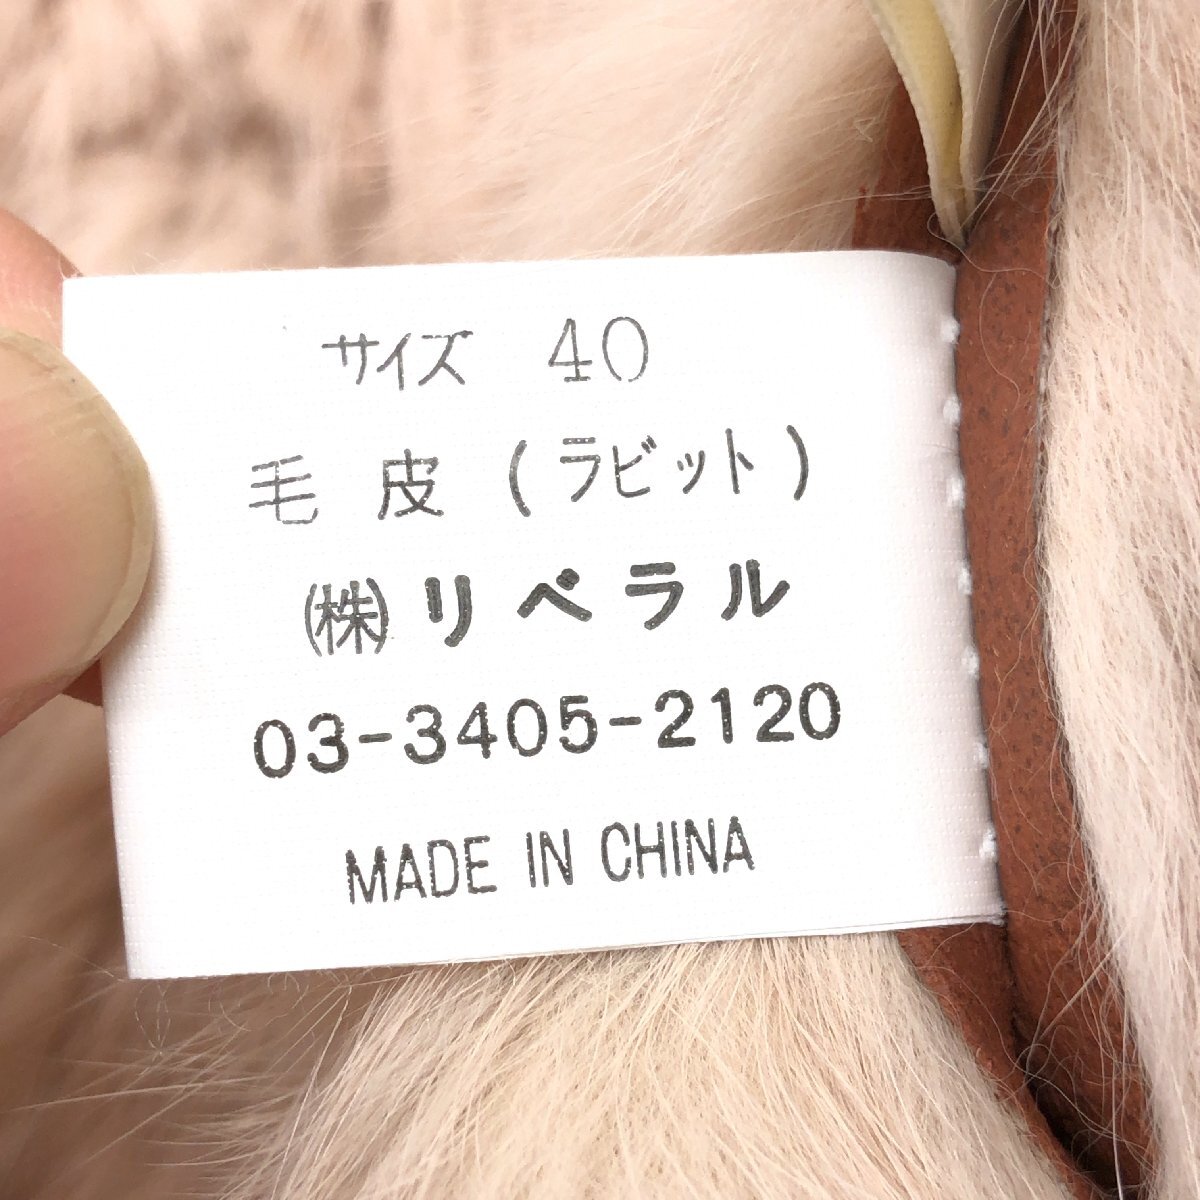 サイズ 40
毛皮(ラビット)
㈱リベラル
03-3405-2120
MADE IN CHINA